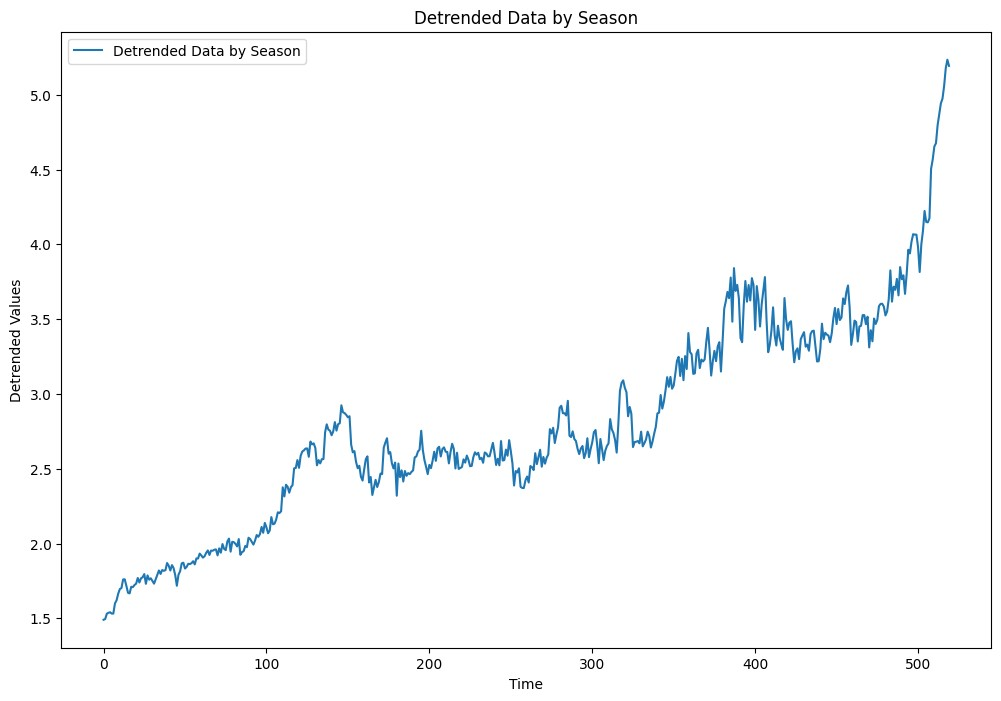 Detrended Data by Season
Detrended Data by Season
Detrended Values
5.0
4.5
4.0
3.5
3.0
2.5
2.0
1.5
0 100 200 300 400 500
Time